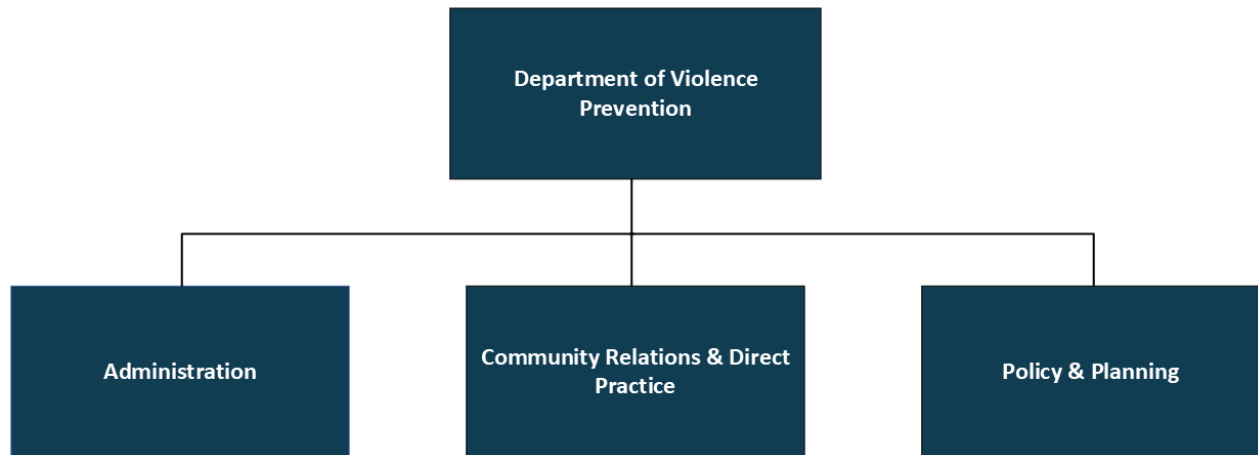 Department of Violence
Prevention
Administration
Community Relations & Direct
Practice
Policy & Planning